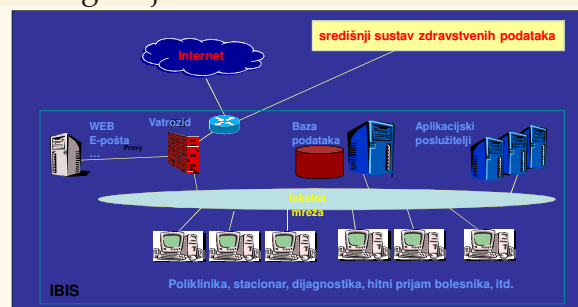 središnji sustav zdravstvenih podataka
Internet
WEB
E-pošta
...
Proxy
Vatrozid
Baza
podataka
Aplikacijski
poslužitelji
lokalna
mreža
Poliklinika, stacionar, dijagnostika, hitni prijam bolesnika, itd.
IBIS